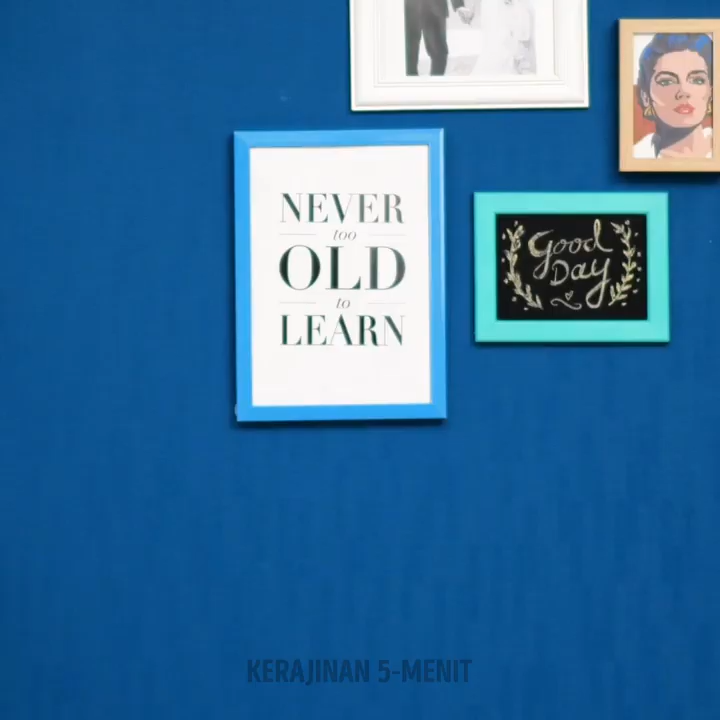 NEVER
too
OLD
to
LEARN
Good
Day
KERAJINAN 5-MENIT